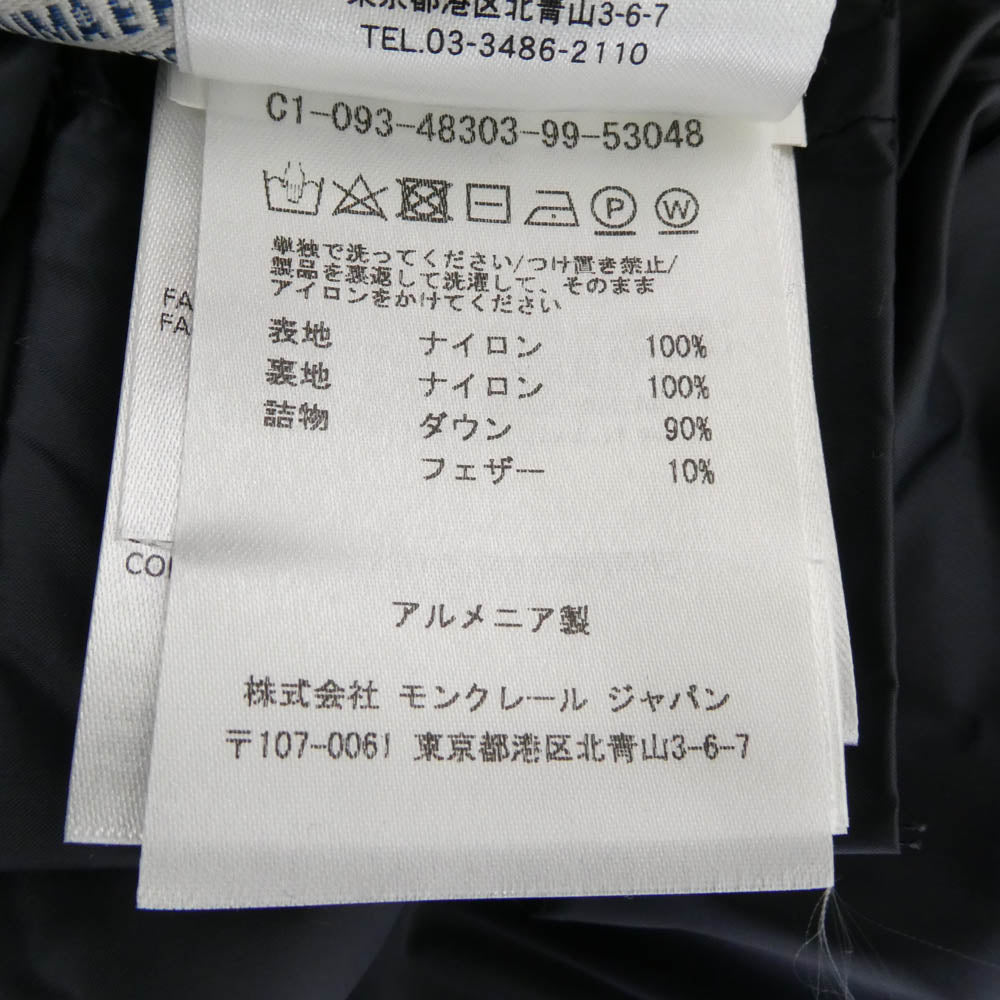 東京都港区北青山3-6-7
TEL.03-3486-2110
C1-093-48303-99-53048
P W
単独で洗ってください/つけ置き禁止/
製品を裏返して洗濯して、そのまま
アイロンをかけてください
FA
FA
表地 ナイロン 100%
裏地 ナイロン 100%
詰物 ダウン 90%
フェザー 10%
アルメニア製
株式会社 モンクレール ジャパン
〒107-0061 東京都港区北青山3-6-7